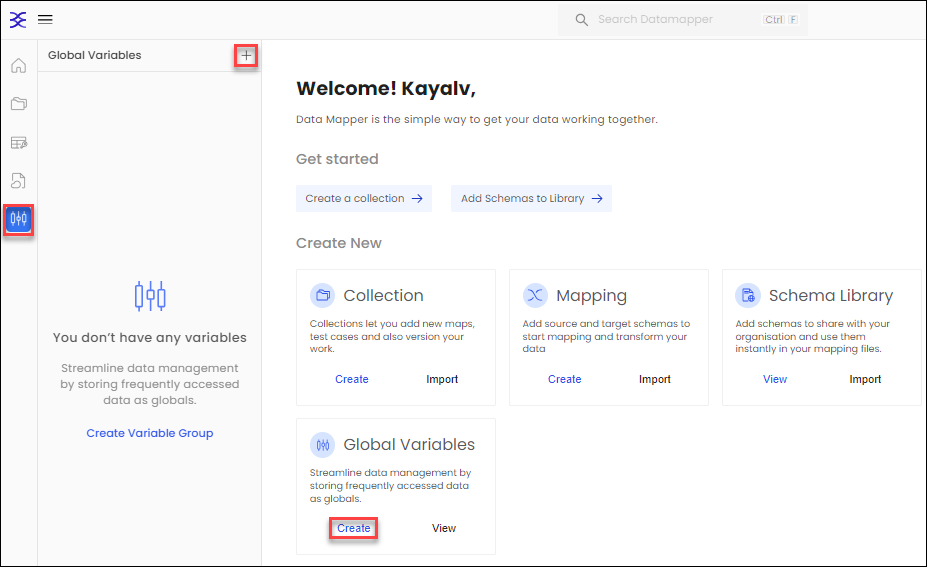 Search Datamapper
Ctrl F
Global Variables
Welcome! Kayalv,
Data Mapper is the simple way to get your data working together.
Get started
Create a collection → Add Schemas to Library →
Create New
Collection
Collections let you add new maps,
test cases and also version your
work.
Create Import
Mapping
Add source and target schemas to
start mapping and transform your
data
Create Import
Schema Library
Add schemas to share with your
organisation and use them
instantly in your mapping files.
View Import
You don't have any variables
Streamline data management
by storing frequently accessed
data as globals.
Create Variable Group
Global Variables
Streamline data management by
storing frequently accessed data
as globals.
Create View